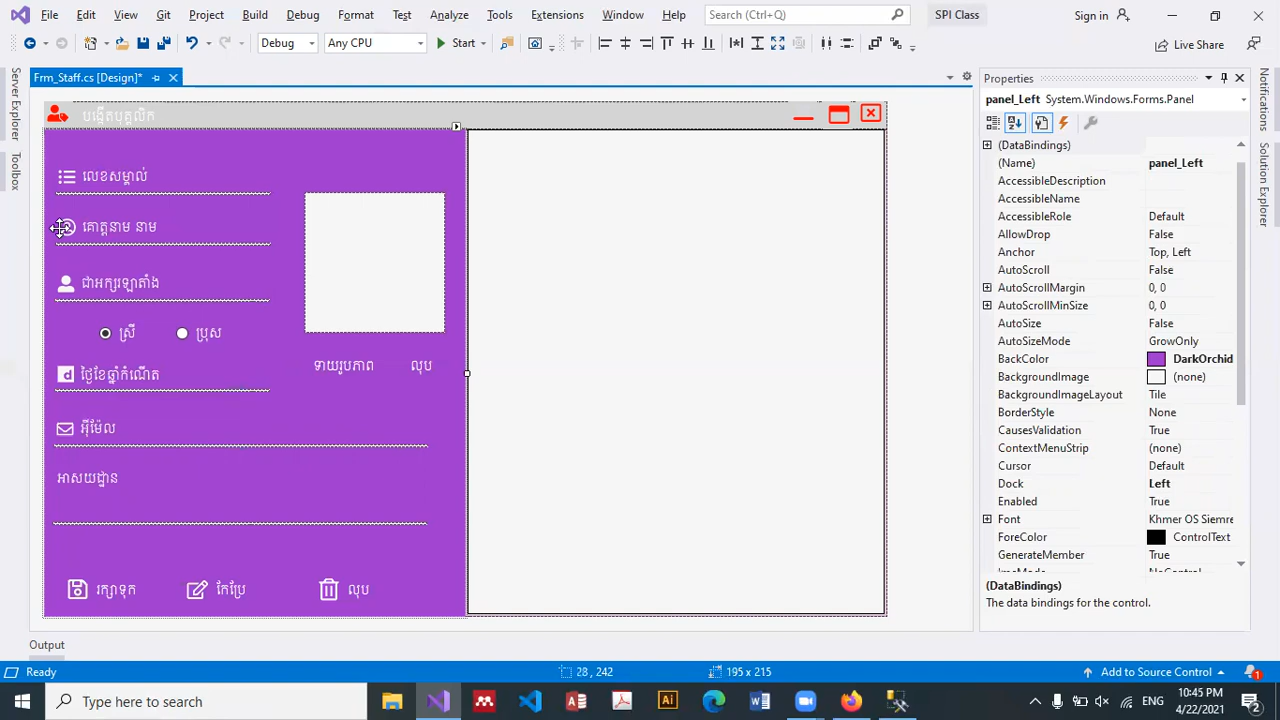 File Edit View Git Project Build Debug Format Test Analyze Tools Extensions Window Help Search (Ctrl+Q) SPI Class Sign in
Debug Any CPU Start Live Share
Server Explorer
Toolbox
Frm_Staff.cs [Design]*
បង្កើតបុគ្គលិក
លេខសម្គាល់
គោត្តនាម នាម
ជាអក្សរឡាតាំង
ស្រី ប្រុស
ថ្ងៃខែឆ្នាំកំណើត
ទាយរូបភាព លុប
អ៊ីម៉ែល
អាសយដ្ឋាន
រក្សាទុក កែប្រែ លុប
Properties
panel_Left System.Windows.Forms.Panel
(DataBindings)
(Name) panel_Left
AccessibleDescription
AccessibleName
AccessibleRole Default
AllowDrop False
Anchor Top, Left
AutoScroll False
AutoScrollMargin 0, 0
AutoScrollMinSize 0, 0
AutoSize False
AutoSizeMode GrowOnly
BackColor DarkOrchid
BackgroundImage (none)
BackgroundImageLayout Tile
BorderStyle None
CausesValidation True
ContextMenuStrip (none)
Cursor Default
Dock Left
Enabled True
Font Khmer OS Siemre
ForeColor ControlText
GenerateMember True
(DataBindings)
The data bindings for the control.
Notifications
Solution Explorer
Output
Ready 28 , 242 195 x 215 Add to Source Control 1
Type here to search
ENG
10:45 PM
4/22/2021
2